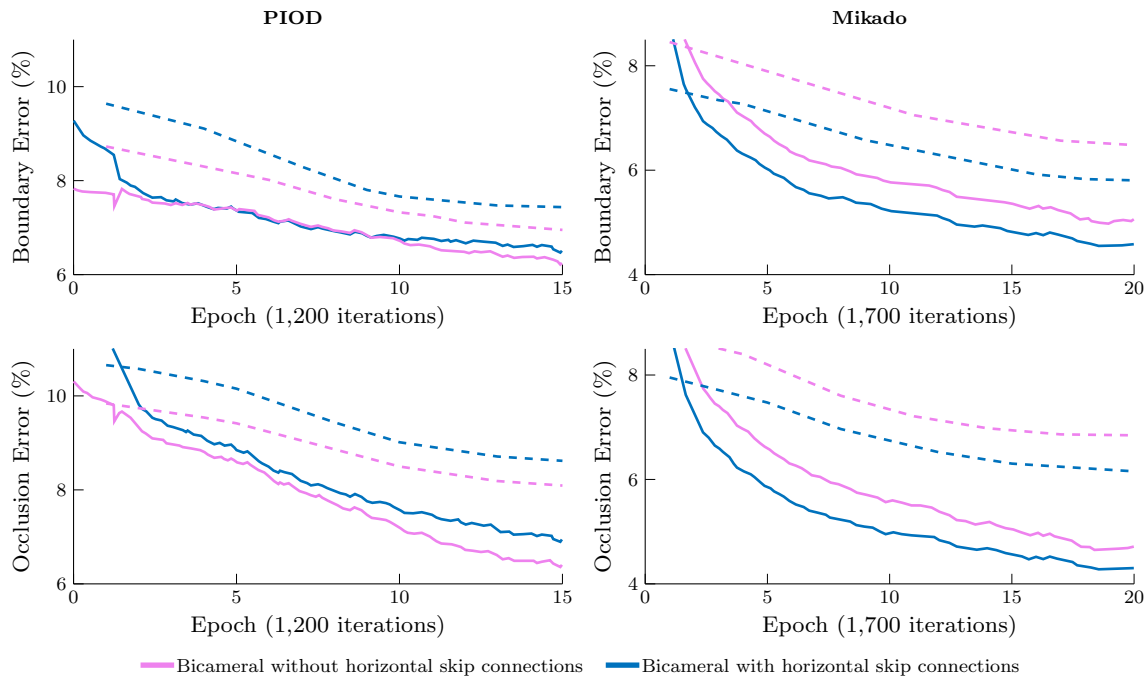 PIOD
Mikado
Boundary Error (%)
10
8
6
0
5
10
15
Epoch (1,200 iterations)
Boundary Error (%)
8
6
4
0
5
10
15
20
Epoch (1,700 iterations)
Occlusion Error (%)
10
8
6
0
5
10
15
Epoch (1,200 iterations)
Occlusion Error (%)
8
6
4
0
5
10
15
20
Epoch (1,700 iterations)
Bicameral without horizontal skip connections
Bicameral with horizontal skip connections